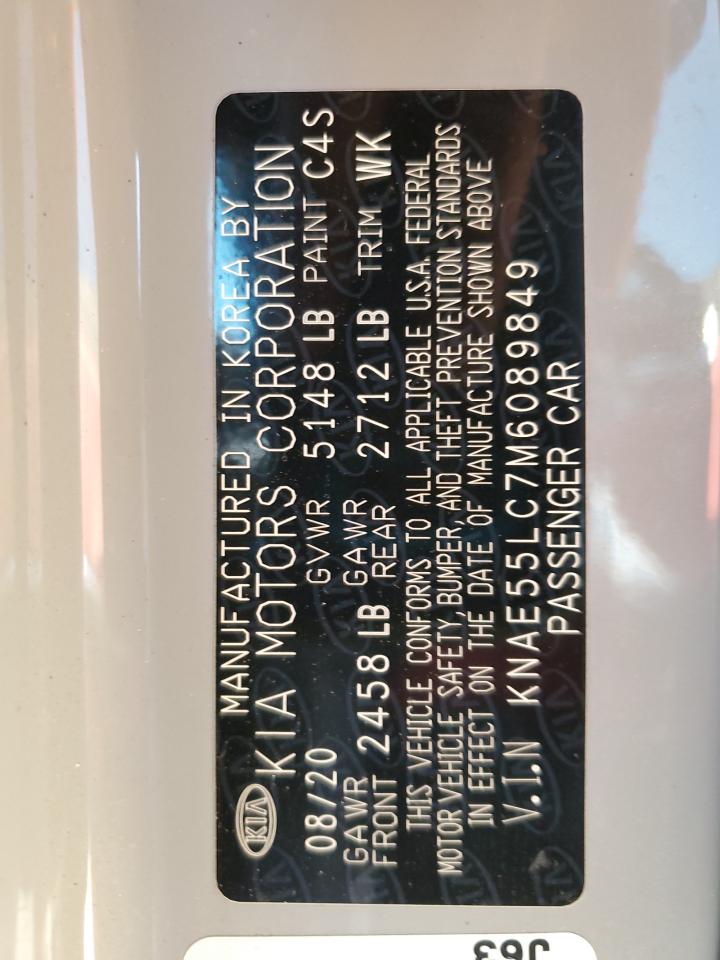 KIA
MANUFACTURED IN KOREA BY
KIA MOTORS CORPORATION
08/20 GVWR 5148 LB PAINT C4S
GAWR FRONT 2458 LB GAWR REAR 2712 LB TRIM WK
THIS VEHICLE CONFORMS TO ALL APPLICABLE U.S.A. FEDERAL
MOTOR VEHICLE SAFETY, BUMPER, AND THEFT PREVENTION STANDARDS
IN EFFECT ON THE DATE OF MANUFACTURE SHOWN ABOVE
V.I.N KNAE55LC7M6089849
PASSENGER CAR